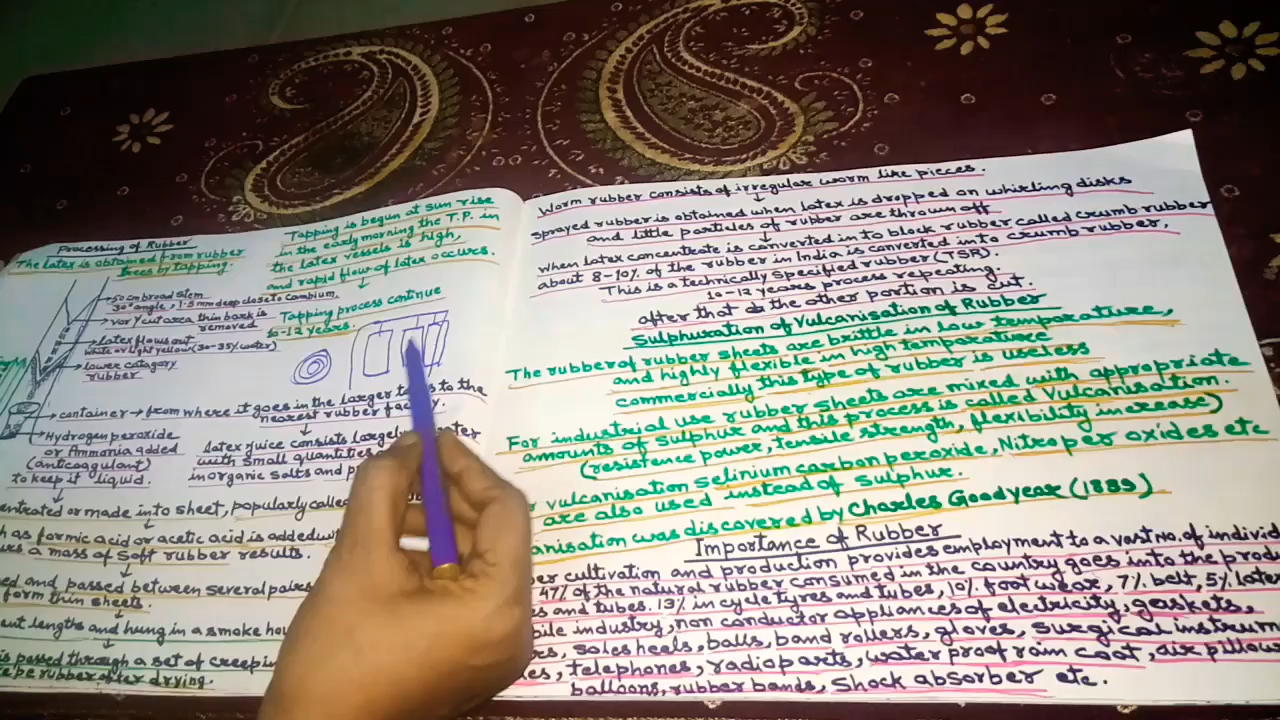 Processing of Rubber
The latex is obtained from rubber
trees by tapping.
50 cm broad stem
30° angle, 1.5 mm deep close to cambium,
very cut area thin bark is
removed
Latex flows out
white or light yellow (30-35% water)
lower catagory
rubber
container → from where it goes in the larger to the
nearest rubber
Hydrogen peroxide
or Ammonia added
(anticoagulant)
to keep it liquid.
Tapping is begun at sun rise
in the early morning the T.P. in
the latex vessels is high,
and rapid flow of latex occurs.
Tapping process continue
10-12 years.
Latex juice consists largely
with small quantities
inorganic salts and
entrated or made into sheet, popularly called
h as formic acid or acetic acid is added
a mass of soft rubber results.
ed and passed between several pairs
form thin sheets.
cut lengths and hung in a smoke
is passed through a set of creep
rubber after drying.
Worm rubber consists of irregular worm like pieces.
sprayed rubber is obtained when latex is dropped on whirling disks
and little particles of rubber are thrown off
when latex concentrate is converted in to block rubber called crumb rubber
about 8-10% of the rubber in India is converted into crumb rubber,
This is a technically specified rubber (TSR).
10-12 years process repeating
after that the other portion is cut.
Sulphuration of Vulcanisation of Rubber
The rubber of rubber sheets are brittle in low temparature,
and highly flexible in high temparature
commercially this type of rubber is useless
For industrial use rubber sheets are mixed with appropriate
amounts of sulphur and this process is called Vulcanisation.
(resistence power, tensile strength, flexibility increase)
vulcanisation selinium carbon peroxide, Nitro per oxides etc
are also used instead of sulphur.
anisation was discovered by Charles Goodyear (1889)
Importance of Rubber
er cultivation and production provides employment to a vast no. of individ
47% of the natural rubber consumed in the country goes into the prod
s and tubes. 13% in cycle tyres and tubes, 10% foot wear, 7% belt, 5% latex
bile industry, non conductor appliances of electricity, gaskets,
soles heels, balls, band rollers, gloves, surgical instrum
es, telephones, radio parts, water proof rain coat, air pillow
balloons, rubber bands, shock absorber etc.